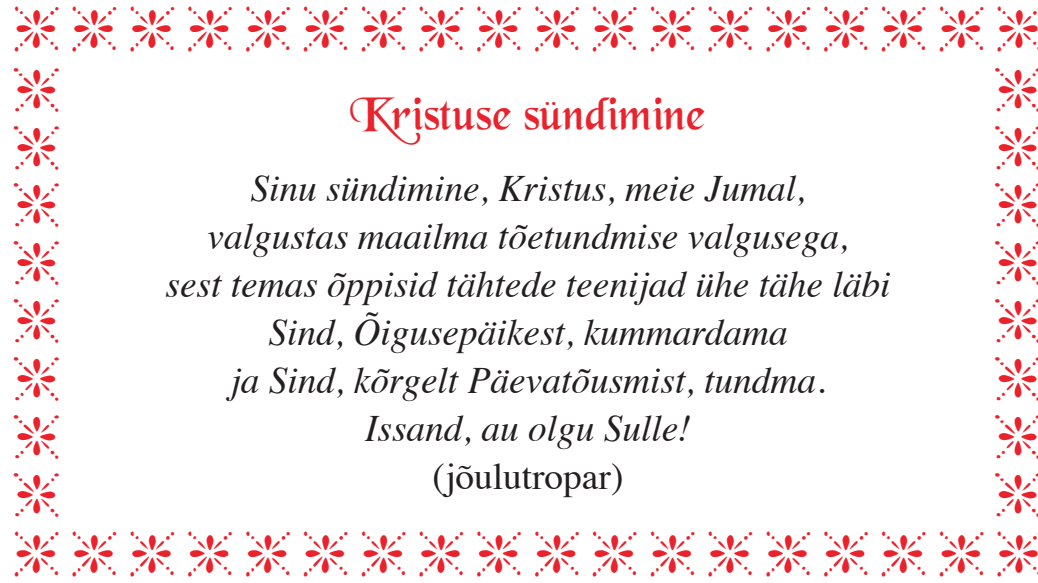 Kristuse sündimine
Sinu sündimine, Kristus, meie Jumal,
valgustas maailma tõetundmise valgusega,
sest temas õppisid tähtede teenijad ühe tähe läbi
Sind, Õigusepäikest, kummardama
ja Sind, kõrgelt Päevatõusmist, tundma.
Issand, au olgu Sulle!
(jõulutropar)